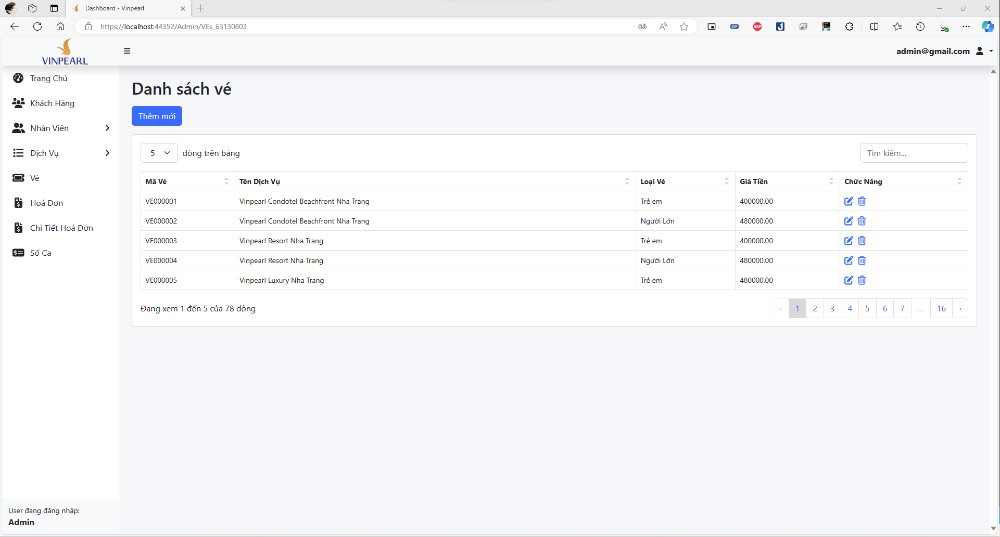 Dashboard - Vinpearl
https://localhost:44352/Admin/VEs_63130803
ZIP
ABP
VINPEARL
admin@gmail.com
Trang Chủ
Khách Hàng
Nhân Viên
Dịch Vụ
Vé
Hoá Đơn
Chi Tiết Hoá Đơn
Số Ca
Danh sách vé
Thêm mới
5 dòng trên bảng
Tìm kiếm...
Mã Vé Tên Dịch Vụ Loại Vé Giá Tiền Chức Năng
VE000001 Vinpearl Condotel Beachfront Nha Trang Trẻ em 400000.00
VE000002 Vinpearl Condotel Beachfront Nha Trang Người Lớn 480000.00
VE000003 Vinpearl Resort Nha Trang Trẻ em 400000.00
VE000004 Vinpearl Resort Nha Trang Người Lớn 480000.00
VE000005 Vinpearl Luxury Nha Trang Trẻ em 480000.00
Đang xem 1 đến 5 của 78 dòng
‹ 1 2 3 4 5 6 7 ... 16 ›
User đang đăng nhập:
Admin